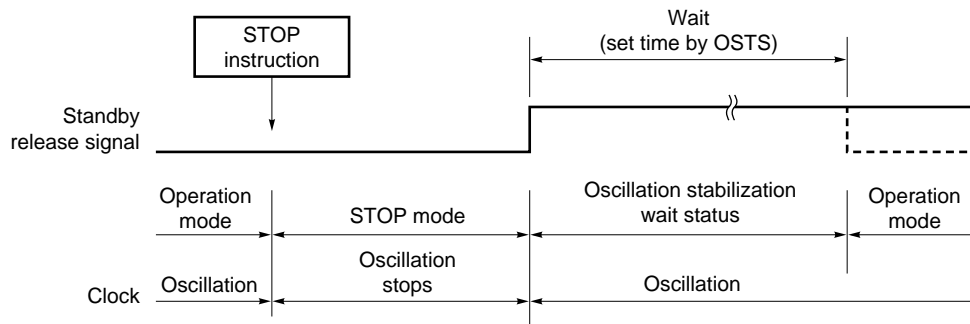 STOP
instruction
Wait
(set time by OSTS)
Standby
release signal
Operation
mode
STOP mode
Oscillation stabilization
wait status
Operation
mode
Clock
Oscillation
Oscillation
stops
Oscillation